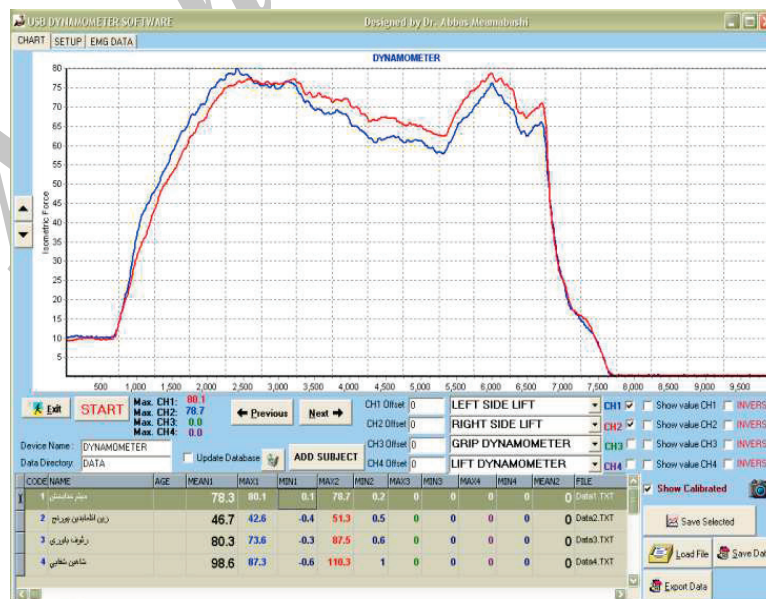 USB DYNAMOMETER SOFTWARE Designed by Dr. Abbas Meamabashi
CHART SETUP EMG DATA
DYNAMOMETER
80
75
70
65
60
55
50
45
40
35
30
25
20
15
10
5
Isometric Force
500 1,000 1,500 2,000 2,500 3,000 3,500 4,000 4,500 5,000 5,500 6,000 6,500 7,000 7,500 8,000 8,500 9,000 9,500
Exit START
Max. CH1: 80.1
Max. CH2: 78.7
Max. CH3: 0.0
Max. CH4: 0.0
Previous Next
CH1 Offset 0 LEFT SIDE LIFT CH1 Show value CH1 INVERS
CH2 Offset 0 RIGHT SIDE LIFT CH2 Show value CH2 INVERS
CH3 Offset 0 GRIP DYNAMOMETER CH3 Show value CH3 INVERS
CH4 Offset 0 LIFT DYNAMOMETER CH4 Show value CH4 INVERS
Device Name: DYNAMOMETER
Data Directory: DATA
Update Database ADD SUBJECT
CODE NAME AGE MEAN1 MAX1 MIN1 MAX2 MIN2 MAX3 MIN3 MAX4 MIN4 MEAN2 FILE
1 78.3 80.1 0.1 78.7 0.2 0 0 0 0 0 Data1.TXT
2 46.7 42.6 -0.4 51.3 0.5 0 0 0 0 0 Data2.TXT
3 80.3 73.6 -0.3 87.5 0.6 0 0 0 0 0 Data3.TXT
4 98.6 87.3 -0.6 110.3 1 0 0 0 0 0 Data4.TXT
Show Calibrated
Save Selected
Load File Save Dat
Export Data